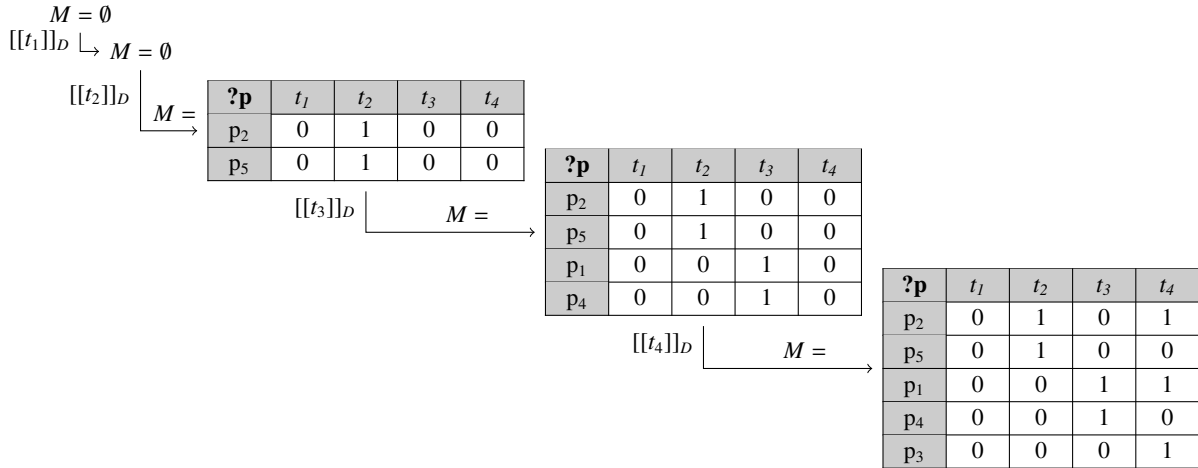 M = ∅
[[t₁]]D M = ∅
[[t₂]]D M =
?p t₁ t₂ t₃ t₄
p₂ 0 1 0 0
p₅ 0 1 0 0
[[t₃]]D M =
?p t₁ t₂ t₃ t₄
p₂ 0 1 0 0
p₅ 0 1 0 0
p₁ 0 0 1 0
p₄ 0 0 1 0
[[t₄]]D M =
?p t₁ t₂ t₃ t₄
p₂ 0 1 0 1
p₅ 0 1 0 0
p₁ 0 0 1 1
p₄ 0 0 1 0
p₃ 0 0 0 1